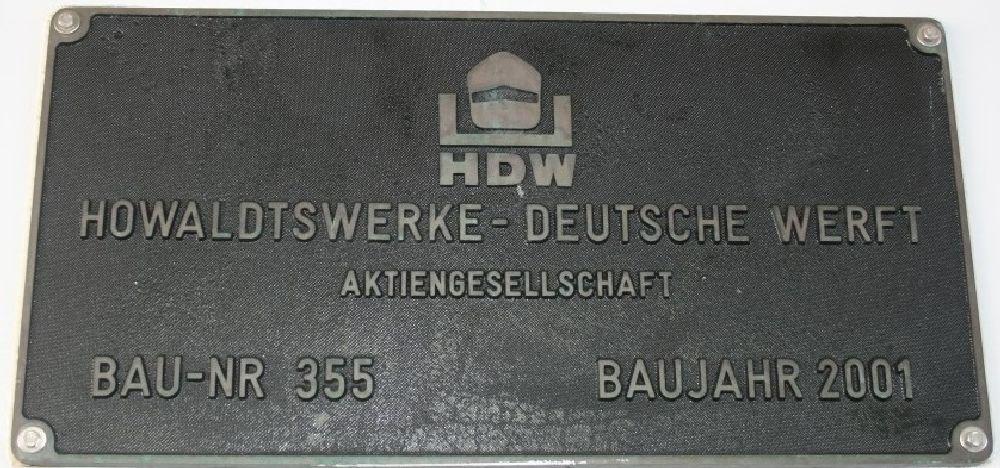 HDW
HOWALDTSWERKE-DEUTSCHE WERFT
AKTIENGESELLSCHAFT
BAU-NR 355 BAUJAHR 2001